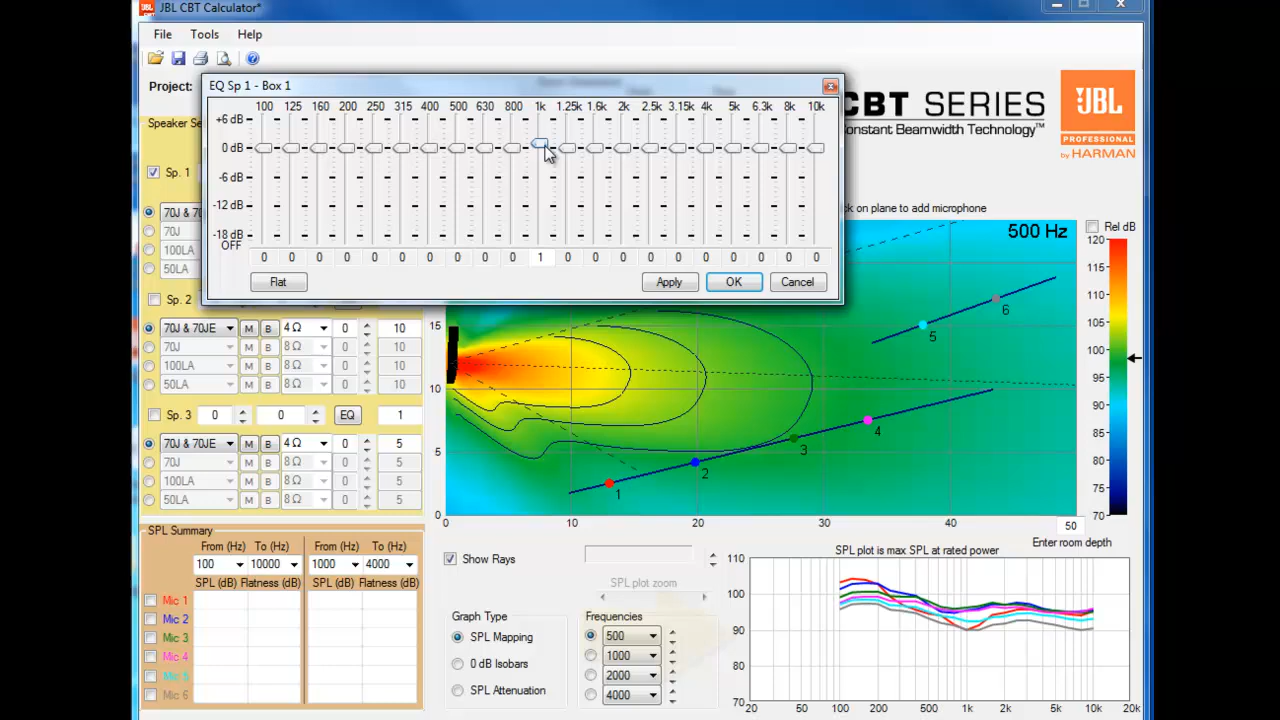 JBL CBT Calculator*
File Tools Help
Project:
EQ Sp 1 - Box 1
100 125 160 200 250 315 400 500 630 800 1k 1.25k 1.6k 2k 2.5k 3.15k 4k 5k 6.3k 8k 10k
+6 dB
0 dB
-6 dB
-12 dB
-18 dB
OFF
0 0 0 0 0 0 0 0 0 0 1 0 0 0 0 0 0 0 0 0 0
Flat Apply OK Cancel
CBT SERIES
Constant Beamwidth Technology™
JBL
PROFESSIONAL
by HARMAN
Speaker Se
Sp. 1
70J &
70J
100LA
50LA
Sp. 2
70J & 70JE M B 4 Ω 0 10
70J M B 8 Ω 0 10
100LA M B 8 Ω 0 10
50LA M B 8 Ω 0 10
Sp. 3 0 0 EQ 1
70J & 70JE M B 4 Ω 0 5
70J M B 8 Ω 0 5
100LA M B 8 Ω 0 5
50LA M B 8 Ω 0 5
ck on plane to add microphone
500 Hz
Rel dB
120
115
110
105
100
95
90
85
80
75
70
15
10
5
0
1 2 3 4 5 6
0 10 20 30 40 50
Enter room depth
SPL Summary
From (Hz) To (Hz) From (Hz) To (Hz)
100 10000 1000 4000
SPL (dB) Flatness (dB) SPL (dB) Flatness (dB)
Mic 1
Mic 2
Mic 3
Mic 4
Mic 5
Mic 6
Show Rays
SPL plot zoom
Graph Type
SPL Mapping
0 dB Isobars
SPL Attenuation
Frequencies
500
1000
2000
4000
SPL plot is max SPL at rated power
110
100
90
80
70
20 50 100 200 500 1k 2k 5k 10k 20k